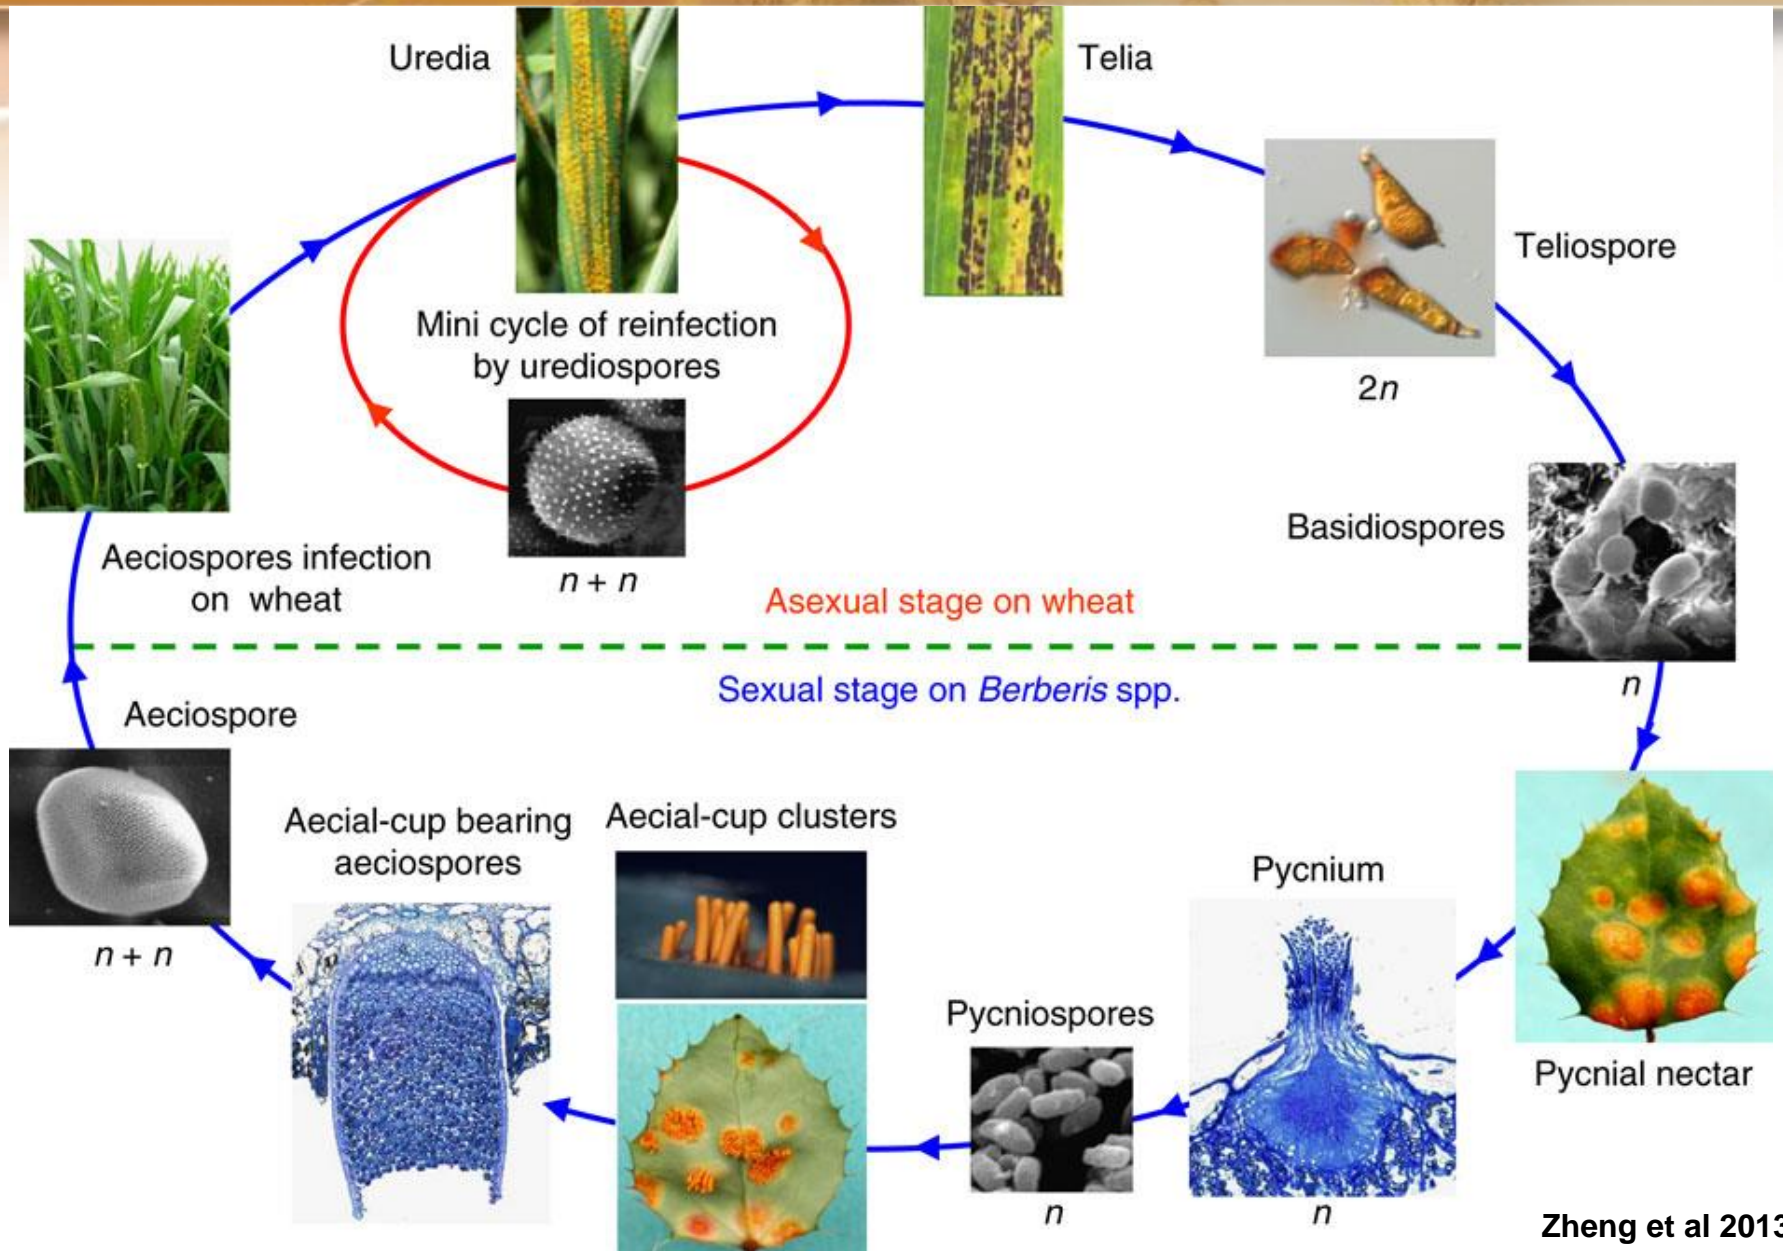 Uredia
Telia
Teliospore
2n
Mini cycle of reinfection
by urediospores
n + n
Basidiospores
n
Aeciospores infection
on wheat
Asexual stage on wheat
Sexual stage on Berberis spp.
Aeciospore
n + n
Aecial-cup bearing
aeciospores
Aecial-cup clusters
Pycniospores
n
Pycnium
n
Pycnial nectar
Zheng et al 2013